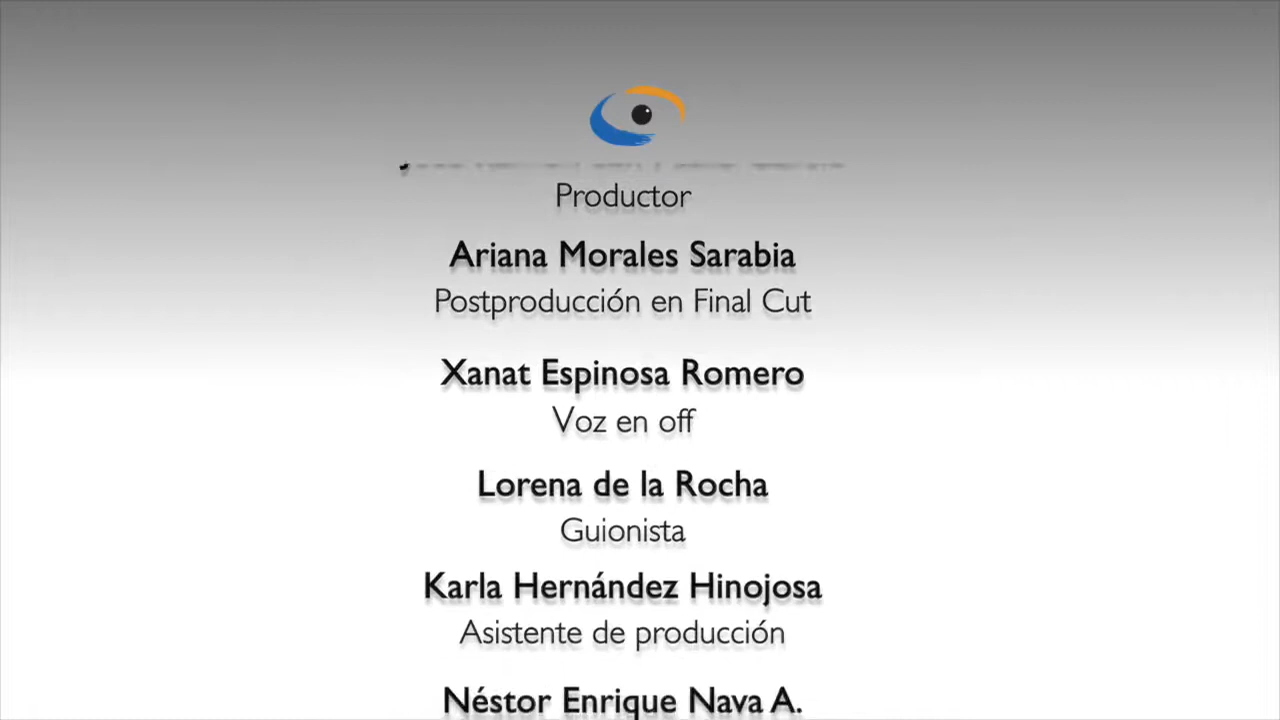 Productor
Ariana Morales Sarabia
Postproducción en Final Cut
Xanat Espinosa Romero
Voz en off
Lorena de la Rocha
Guionista
Karla Hernández Hinojosa
Asistente de producción
Néstor Enrique Nava A.